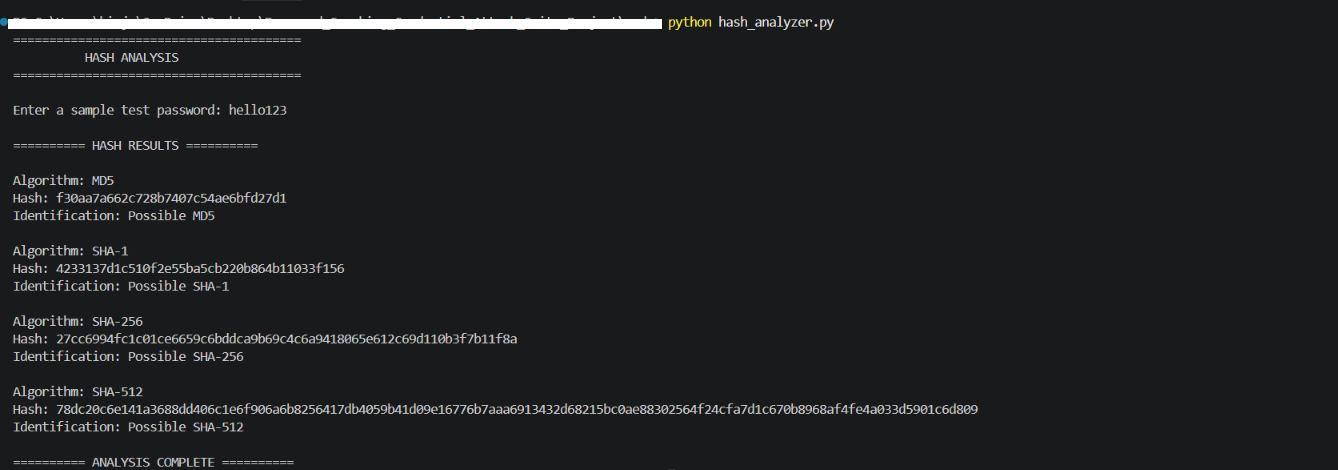 python hash_analyzer.py
========================================
HASH ANALYSIS
========================================
Enter a sample test password: hello123
========== HASH RESULTS ==========
Algorithm: MD5
Hash: f30aa7a662c728b7407c54ae6bfd27d1
Identification: Possible MD5
Algorithm: SHA-1
Hash: 4233137d1c510f2e55ba5cb220b864b11033f156
Identification: Possible SHA-1
Algorithm: SHA-256
Hash: 27cc6994fc1c01ce6659c6bddca9b69c4c6a9418065e612c69d110b3f7b11f8a
Identification: Possible SHA-256
Algorithm: SHA-512
Hash: 78dc20c6e141a3688dd406c1e6f906a6b8256417db4059b41d09e16776b7aaa6913432d68215bc0ae88302564f24cfa7d1c670b8968af4fe4a033d5901c6d809
Identification: Possible SHA-512
========== ANALYSIS COMPLETE ==========